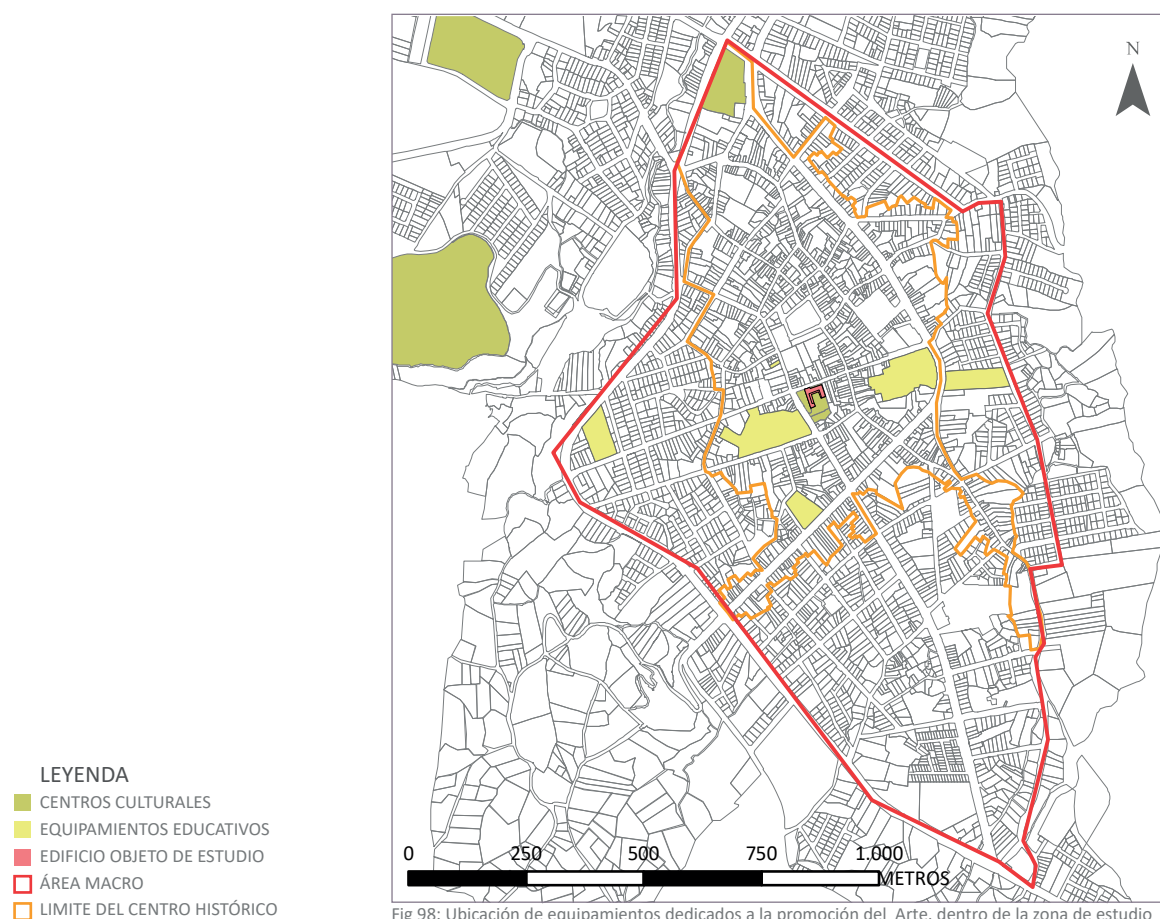 N
LEYENDA
CENTROS CULTURALES
EQUIPAMIENTOS EDUCATIVOS
EDIFICIO OBJETO DE ESTUDIO
ÁREA MACRO
LIMITE DEL CENTRO HISTÓRICO
0 250 500 750 1.000
METROS
Fig 98: Ubicación de equipamientos dedicados a la promoción del Arte, dentro de la zona de estudio